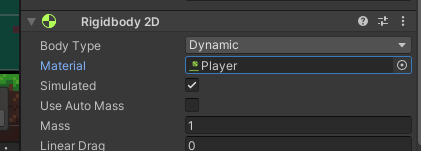 Rigidbody 2D
Body Type Dynamic
Material Player
Simulated
Use Auto Mass
Mass 1
Linear Drag 0